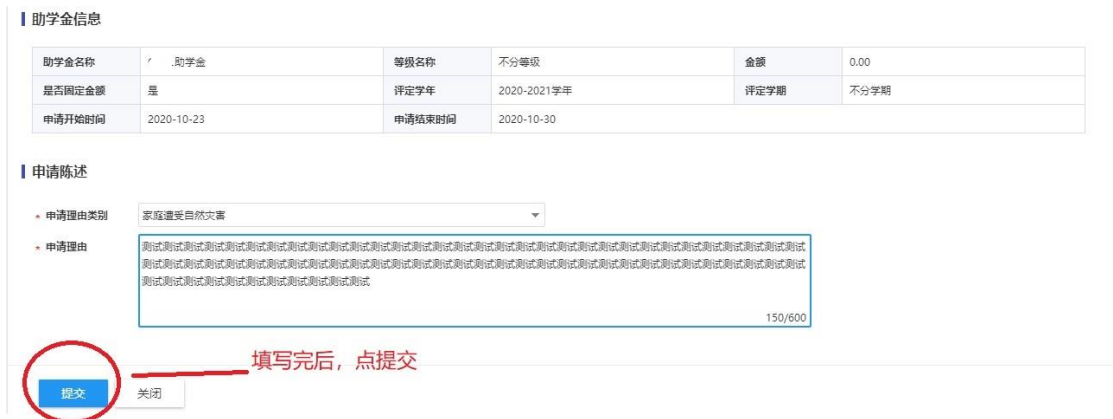 助学金信息
助学金名称 .助学金 等级名称 不分等级 金额 0.00
是否固定金额 是 评定学年 2020-2021学年 评定学期 不分学期
申请开始时间 2020-10-23 申请结束时间 2020-10-30
申请陈述
* 申请理由类别 家庭遭受自然灾害
* 申请理由 测试测试测试测试测试测试测试测试测试测试测试测试测试测试测试测试测试测试测试测试测试测试测试测试测试测试测试测试测试测试测试测试
测试测试测试测试测试测试测试测试测试测试测试测试测试测试测试测试测试测试测试测试测试测试测试测试测试测试测试测试测试测试测试测试
测试测试测试测试测试测试测试测试测试测试测试
150/600
填写完后，点提交
提交 关闭